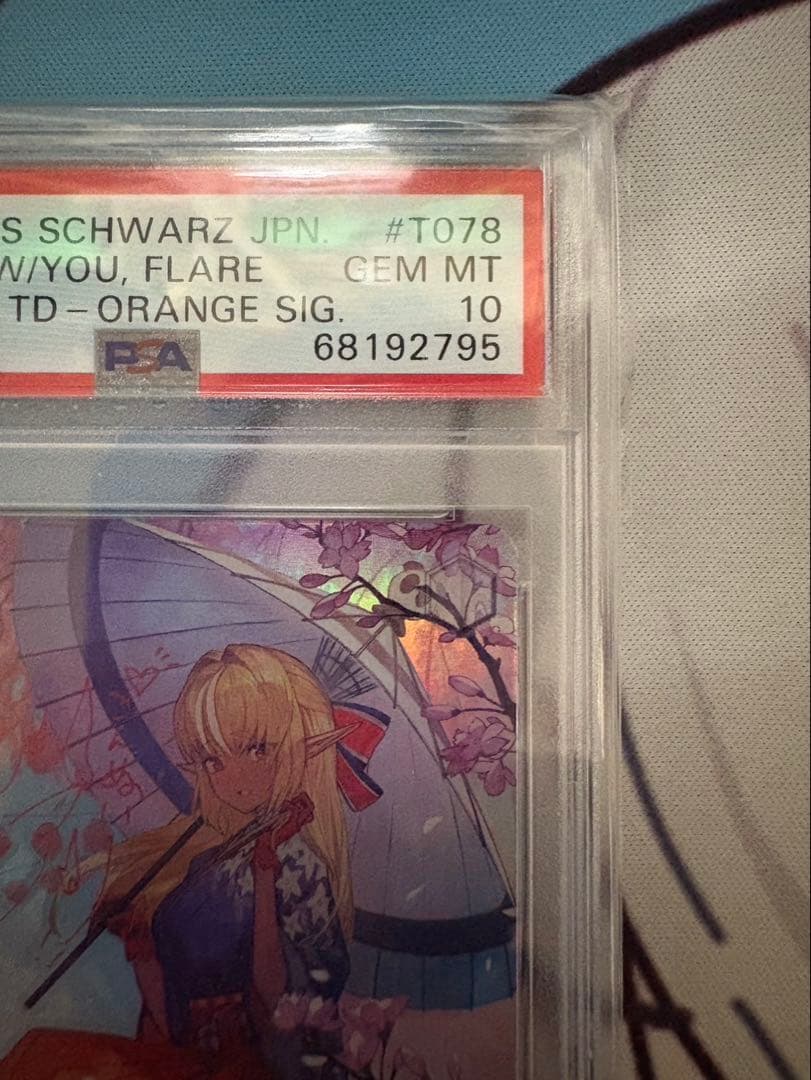 S SCHWARZ JPN. #T078
W/YOU, FLARE GEM MT
TD-ORANGE SIG. 10
PSA 68192795